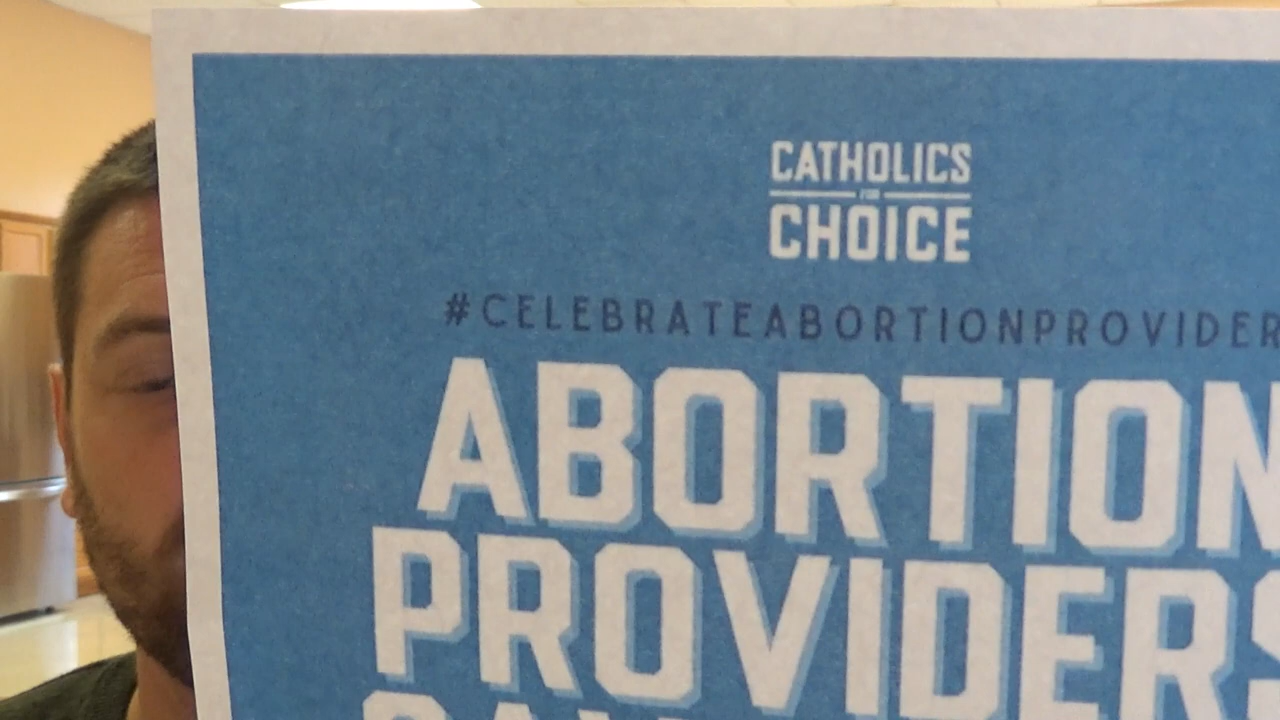 CATHOLICS
FOR
CHOICE
#CELEBRATEABORTIONPROVIDER
ABORTION
PROVIDERS